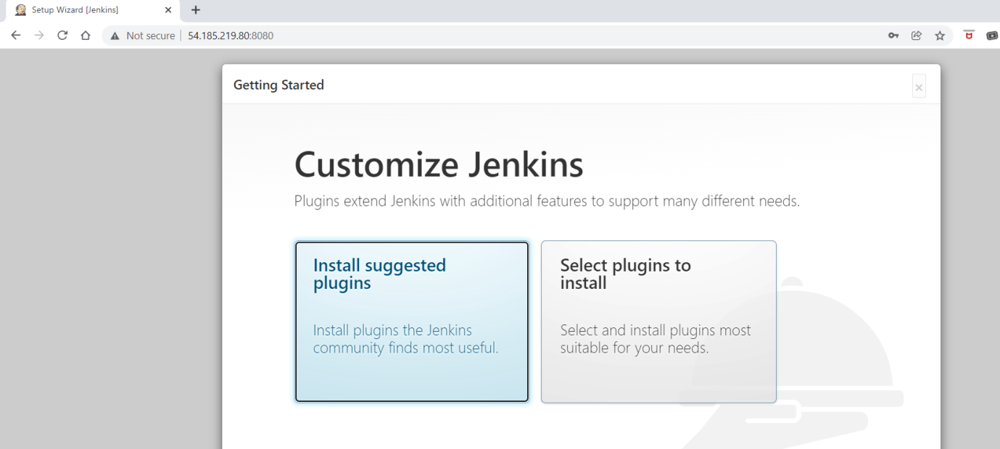 Setup Wizard [Jenkins]
Not secure 54.185.219.80:8080
Getting Started
Customize Jenkins
Plugins extend Jenkins with additional features to support many different needs.
Install suggested
plugins
Install plugins the Jenkins
community finds most useful.
Select plugins to
install
Select and install plugins most
suitable for your needs.